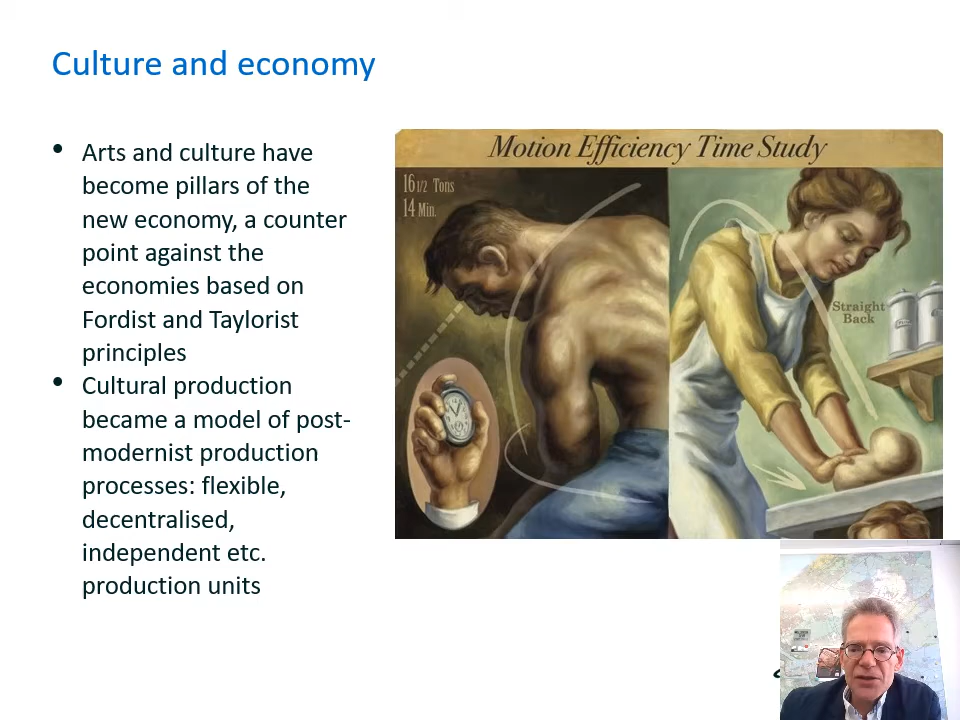 Culture and economy
• Arts and culture have
become pillars of the
new economy, a counter
point against the
economies based on
Fordist and Taylorist
principles
• Cultural production
became a model of post-
modernist production
processes: flexible,
decentralised,
independent etc.
production units
Motion Efficiency Time Study
16 1/2 Tons
14 Min.
Straight
Back